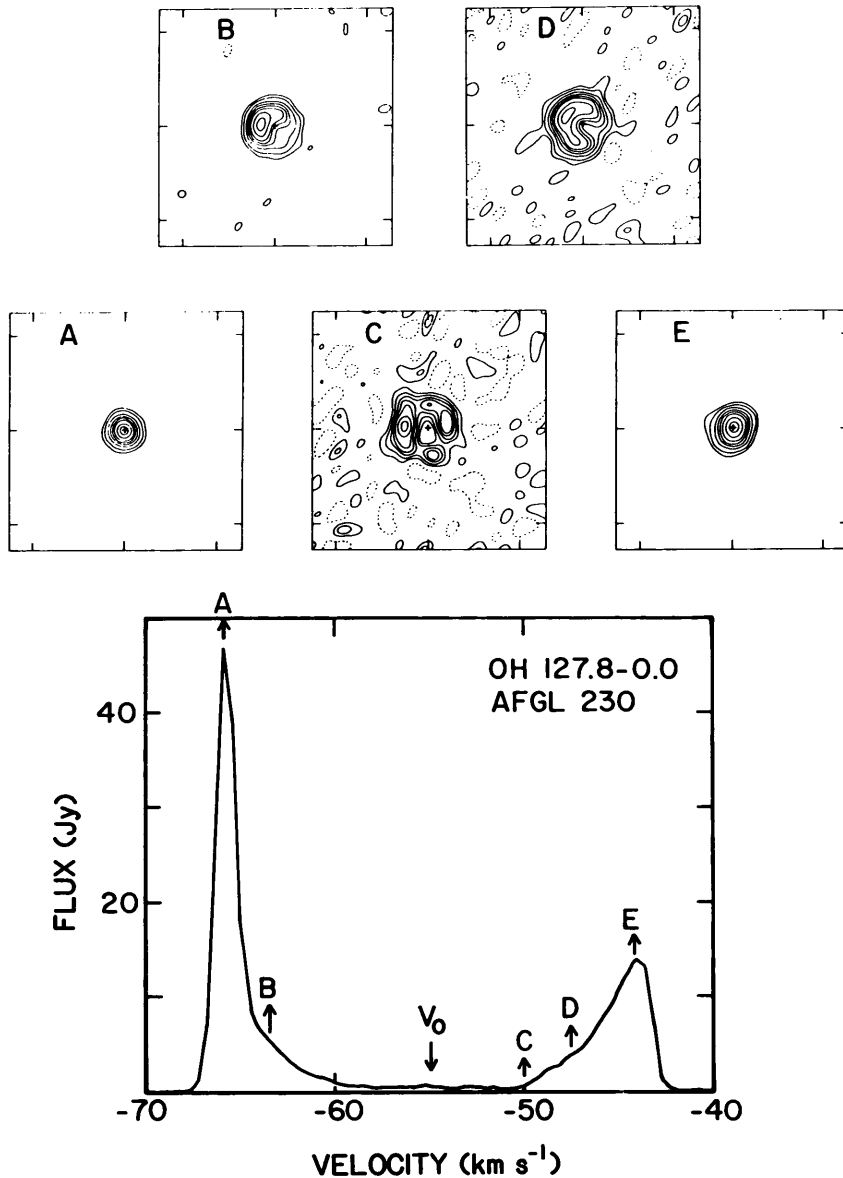 B
D
A
C
E
A
OH 127.8-0.0
AFGL 230
40
20
FLUX (Jy)
B
V₀
C
D
E
-70
-60
-50
-40
VELOCITY (km s⁻¹)